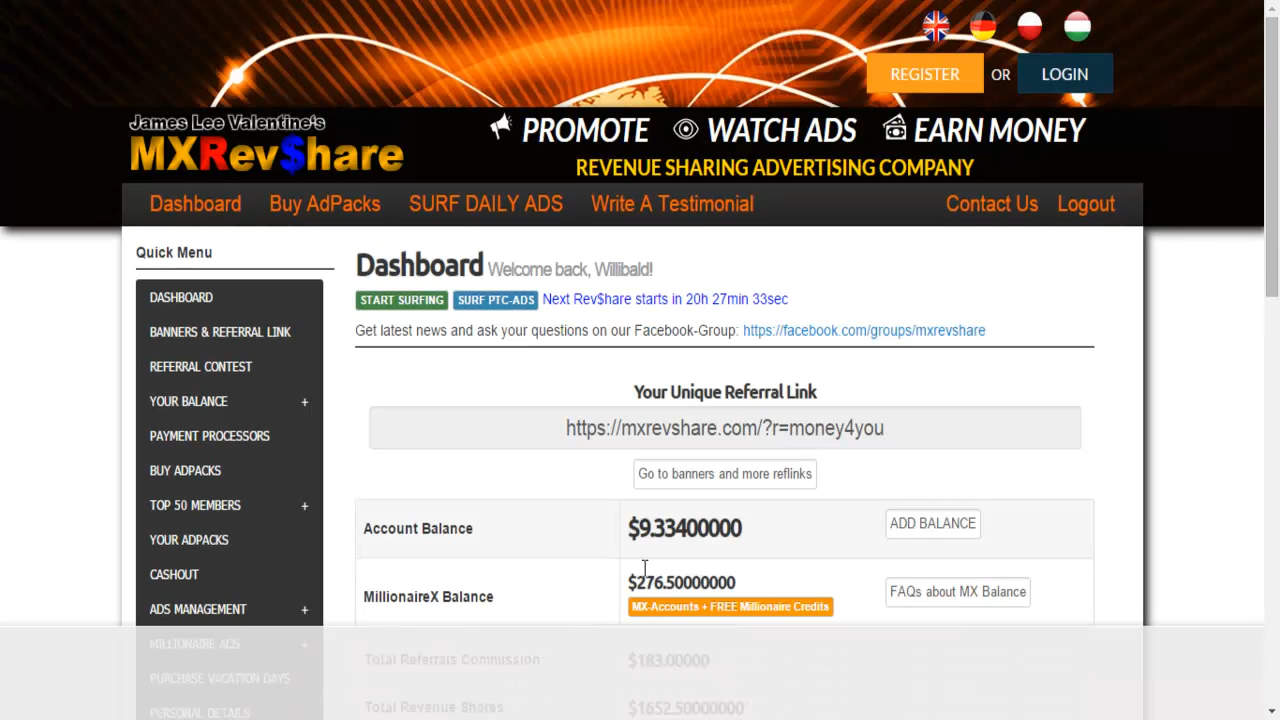 REGISTER OR LOGIN
James Lee Valentine's
MXRev$hare
PROMOTE WATCH ADS EARN MONEY
REVENUE SHARING ADVERTISING COMPANY
Dashboard Buy AdPacks SURF DAILY ADS Write A Testimonial Contact Us Logout
Quick Menu
DASHBOARD
BANNERS & REFERRAL LINK
REFERRAL CONTEST
YOUR BALANCE +
PAYMENT PROCESSORS
BUY ADPACKS
TOP 50 MEMBERS +
YOUR ADPACKS
CASHOUT
ADS MANAGEMENT +
MILLIONAIRE ADS +
PURCHASE VACATION DAYS
PERSONAL DETAILS
Dashboard Welcome back, Willibald!
START SURFING SURF PTC-ADS Next Rev$hare starts in 20h 27min 33sec
Get latest news and ask your questions on our Facebook-Group: https://facebook.com/groups/mxrevshare
Your Unique Referral Link
https://mxrevshare.com/?r=money4you
Go to banners and more reflinks
Account Balance $9.33400000 ADD BALANCE
MillionaireX Balance $276.50000000 FAQs about MX Balance
MX-Accounts + FREE Millionaire Credits
Total Referrals Commission $183.00000
Total Revenue Shares $1652.50000000